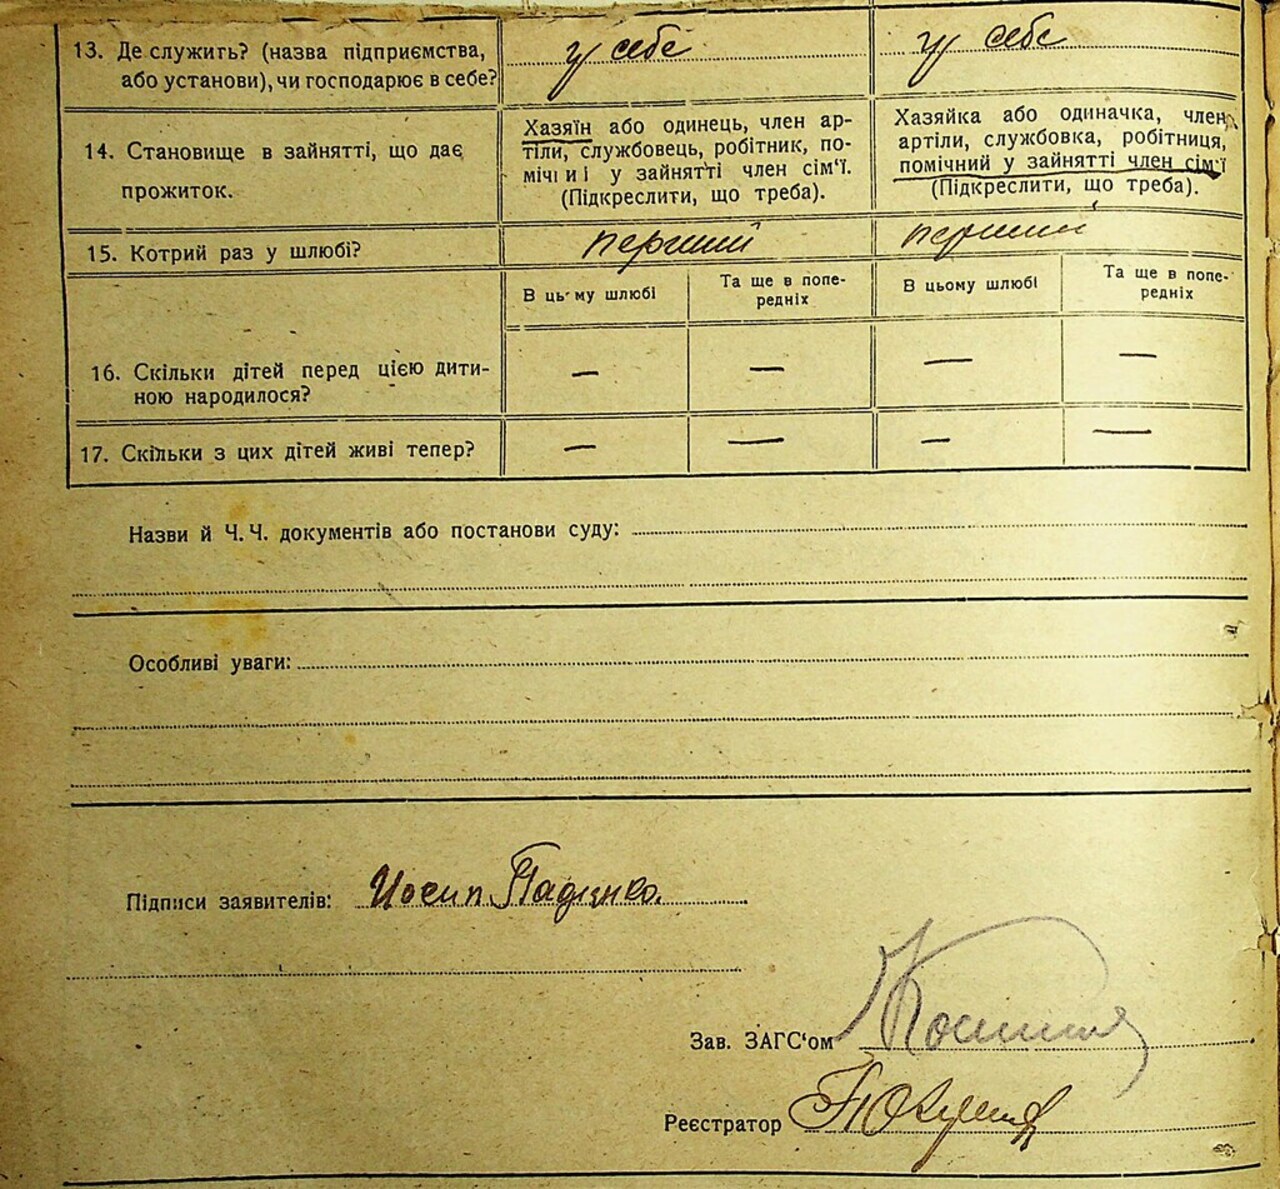 13. Де служить? (назва підприємства, або установи), чи господарює в себе?
у себе
у себе
14. Становище в зайнятті, що дає прожиток.
Хазяїн або одинець, член ар-
тіли, службовець, робітник, по-
мічний у зайнятті член сім'ї.
(Підкреслити, що треба).
Хазяйка або одиначка, член
артіли, службовка, робітниця,
помічний у зайнятті член сім'ї
(Підкреслити, що треба).
15. Котрий раз у шлюбі?
перший
перший
В цьому шлюбі
Та ще в попе-
редніх
В цьому шлюбі
Та ще в попе-
редніх
16. Скільки дітей перед цією дити-
ною народилося?
— — — —
17. Скільки з цих дітей живі тепер?
— — — —
Назви й Ч. Ч. документів або постанови суду:
Особливі уваги:
Підписи заявителів: Иосип
Зав. ЗАГС'ом
Реєстратор